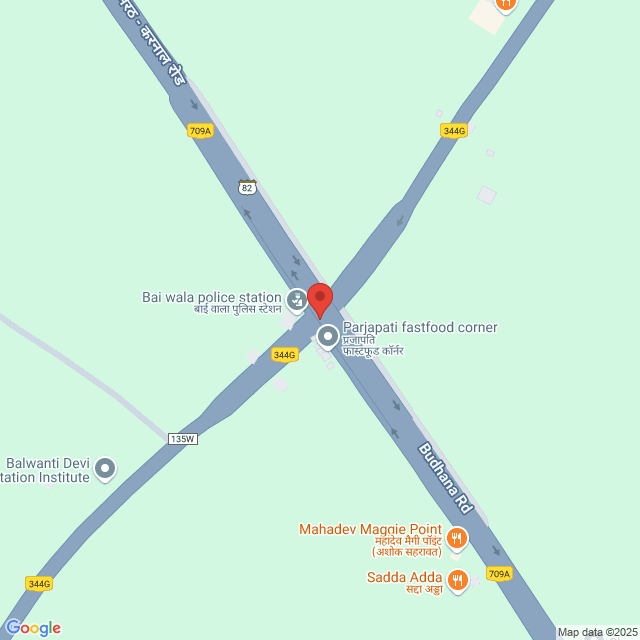 मेरठ - करनाल रोड
709A
344G
82
Bai wala police station
बाई वाला पुलिस स्टेशन
Parjapati fastfood corner
प्रजापति
फास्टफूड कॉर्नर
344G
135W
Balwanti Devi
tation Institute
Budhana Rd
Mahadev Maggie Point
महादेव मैगी पॉइंट
(अशोक सहरावत)
Sadda Adda
सद्दा अड्डा
709A
344G
Google
Map data ©2025